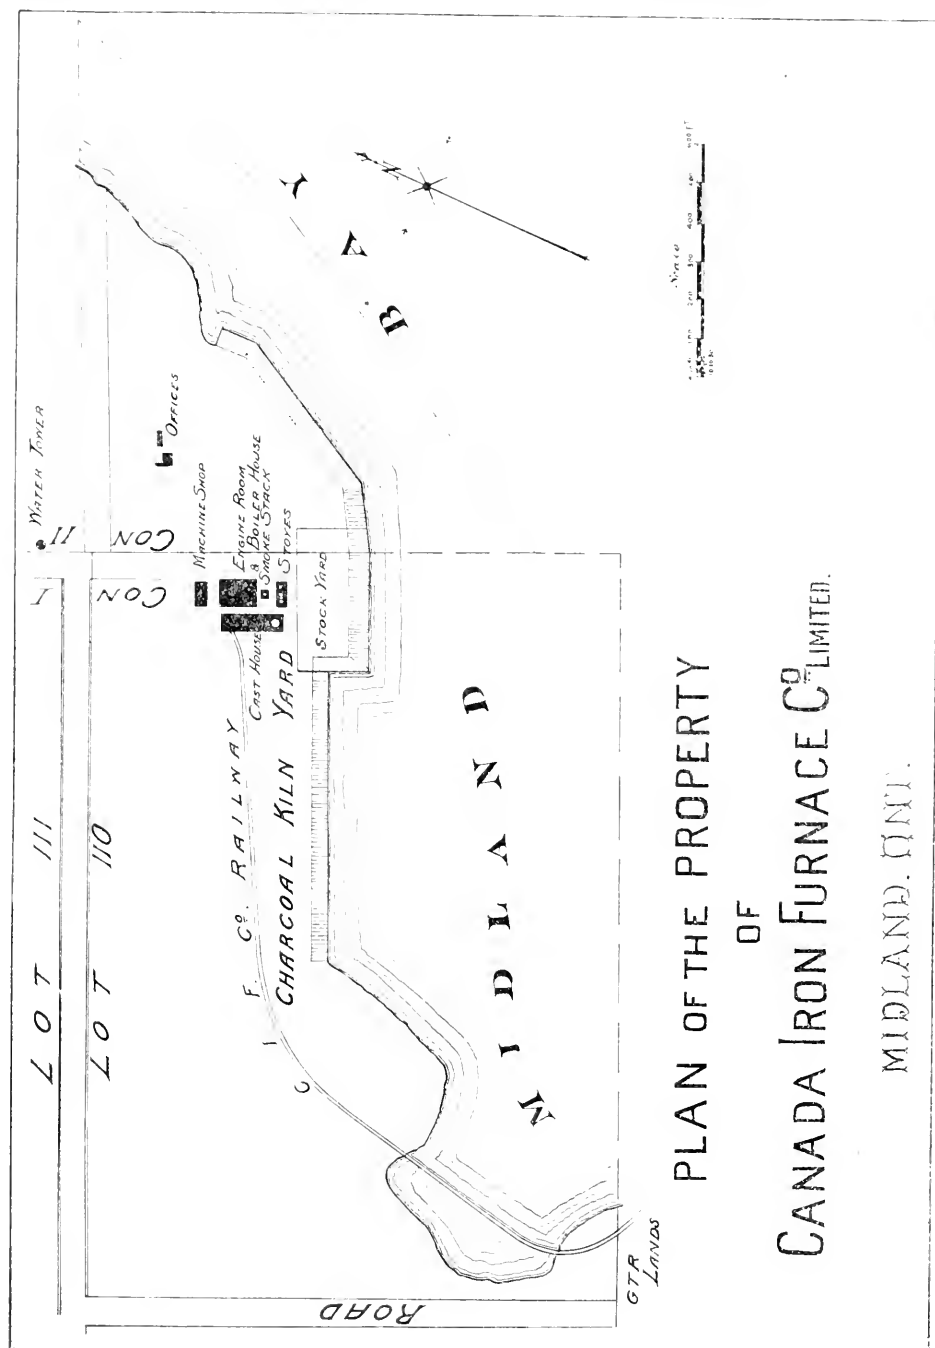 WATER TOWER
OFFICES
CON II
CON I
MACHINE SHOP
ENGINE ROOM
& BOILER HOUSE
SMOKE STACK
STOVES
CAST HOUSE
STOCK YARD
LOT 111
LOT 110
C. I. F. Co. RAILWAY
CHARCOAL KILN YARD
MIDLAND BAY
N
ROAD
GTR
LANDS
PLAN OF THE PROPERTY
OF
CANADA IRON FURNACE Co LIMITED.
MIDLAND. ONT.